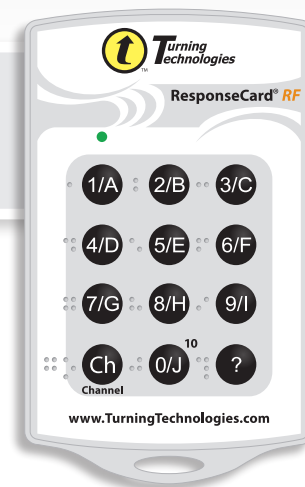 t Turning
Technologies
TM
ResponseCard® RF
1/A 2/B 3/C
4/D 5/E 6/F
7/G 8/H 9/I
10
Ch 0/J ?
Channel
www.TurningTechnologies.com